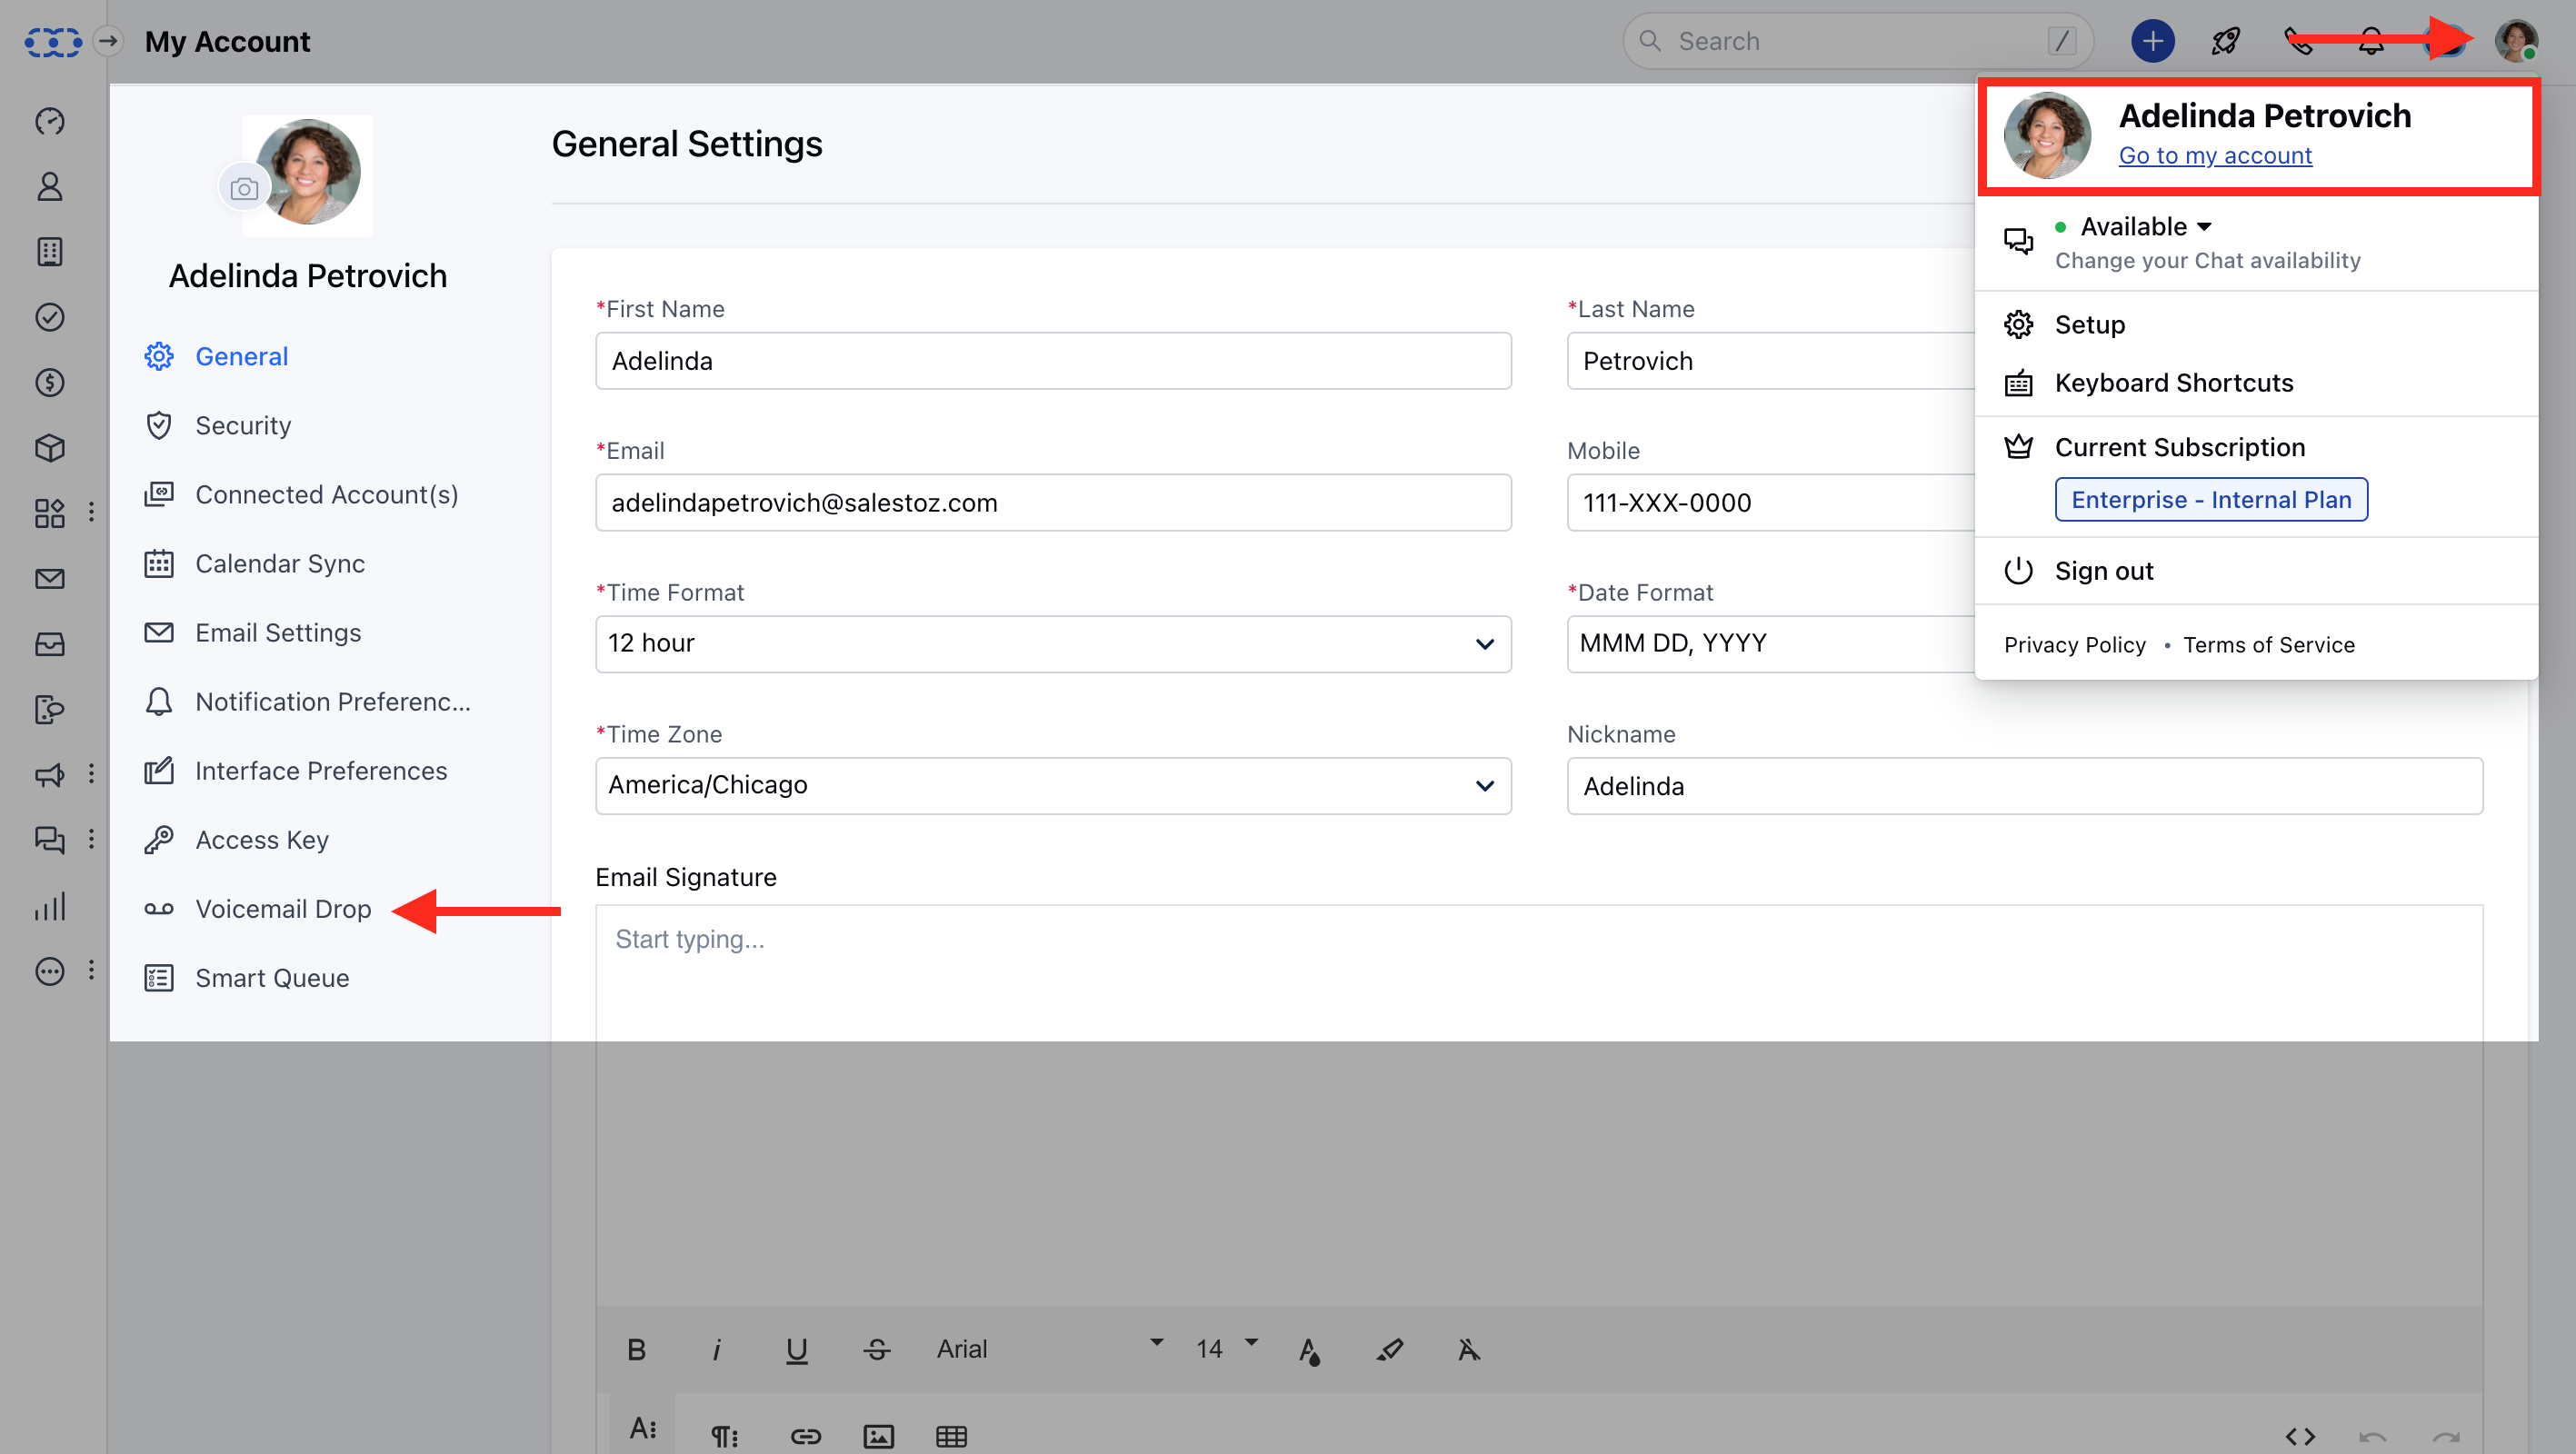 My Account
Search /
Adelinda Petrovich
General
Security
Connected Account(s)
Calendar Sync
Email Settings
Notification Preferenc...
Interface Preferences
Access Key
Voicemail Drop
Smart Queue
General Settings
*First Name
Adelinda
*Last Name
Petrovich
*Email
adelindapetrovich@salestoz.com
Mobile
111-XXX-0000
*Time Format
12 hour
*Date Format
MMM DD, YYYY
*Time Zone
America/Chicago
Nickname
Adelinda
Email Signature
Start typing...
B i U S Arial 14
Adelinda Petrovich
Go to my account
Available
Change your Chat availability
Setup
Keyboard Shortcuts
Current Subscription
Enterprise - Internal Plan
Sign out
Privacy Policy • Terms of Service